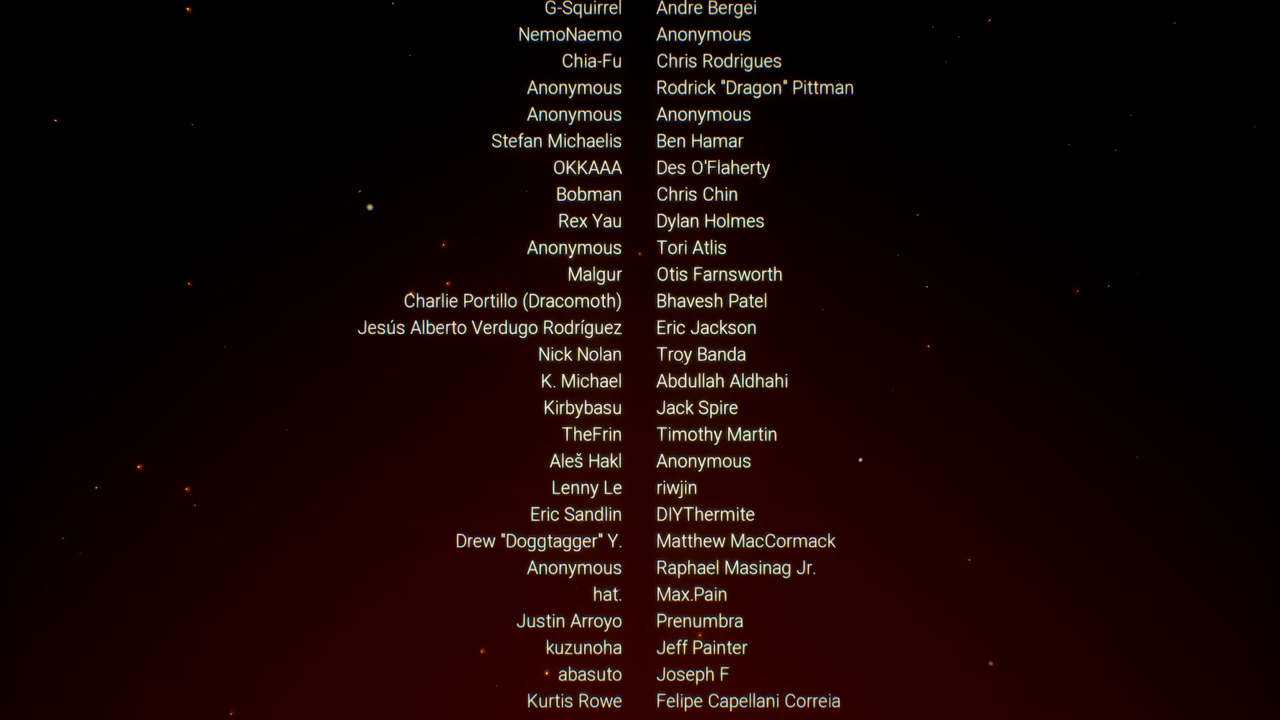 G-Squirrel Andre Bergei
NemoNaemo Anonymous
Chia-Fu Chris Rodrigues
Anonymous Rodrick "Dragon" Pittman
Anonymous Anonymous
Stefan Michaelis Ben Hamar
OKKAAA Des O'Flaherty
Bobman Chris Chin
Rex Yau Dylan Holmes
Anonymous Tori Atlis
Malgur Otis Farnsworth
Charlie Portillo (Dracomoth) Bhavesh Patel
Jesús Alberto Verdugo Rodríguez Eric Jackson
Nick Nolan Troy Banda
K. Michael Abdullah Aldhahi
Kirbybasu Jack Spire
TheFrin Timothy Martin
Aleš Hakl Anonymous
Lenny Le riwjin
Eric Sandlin DIYThermite
Drew "Doggtagger" Y. Matthew MacCormack
Anonymous Raphael Masinag Jr.
hat. Max.Pain
Justin Arroyo Prenumbra
kuzunoha Jeff Painter
abasuto Joseph F
Kurtis Rowe Felipe Capellani Correia